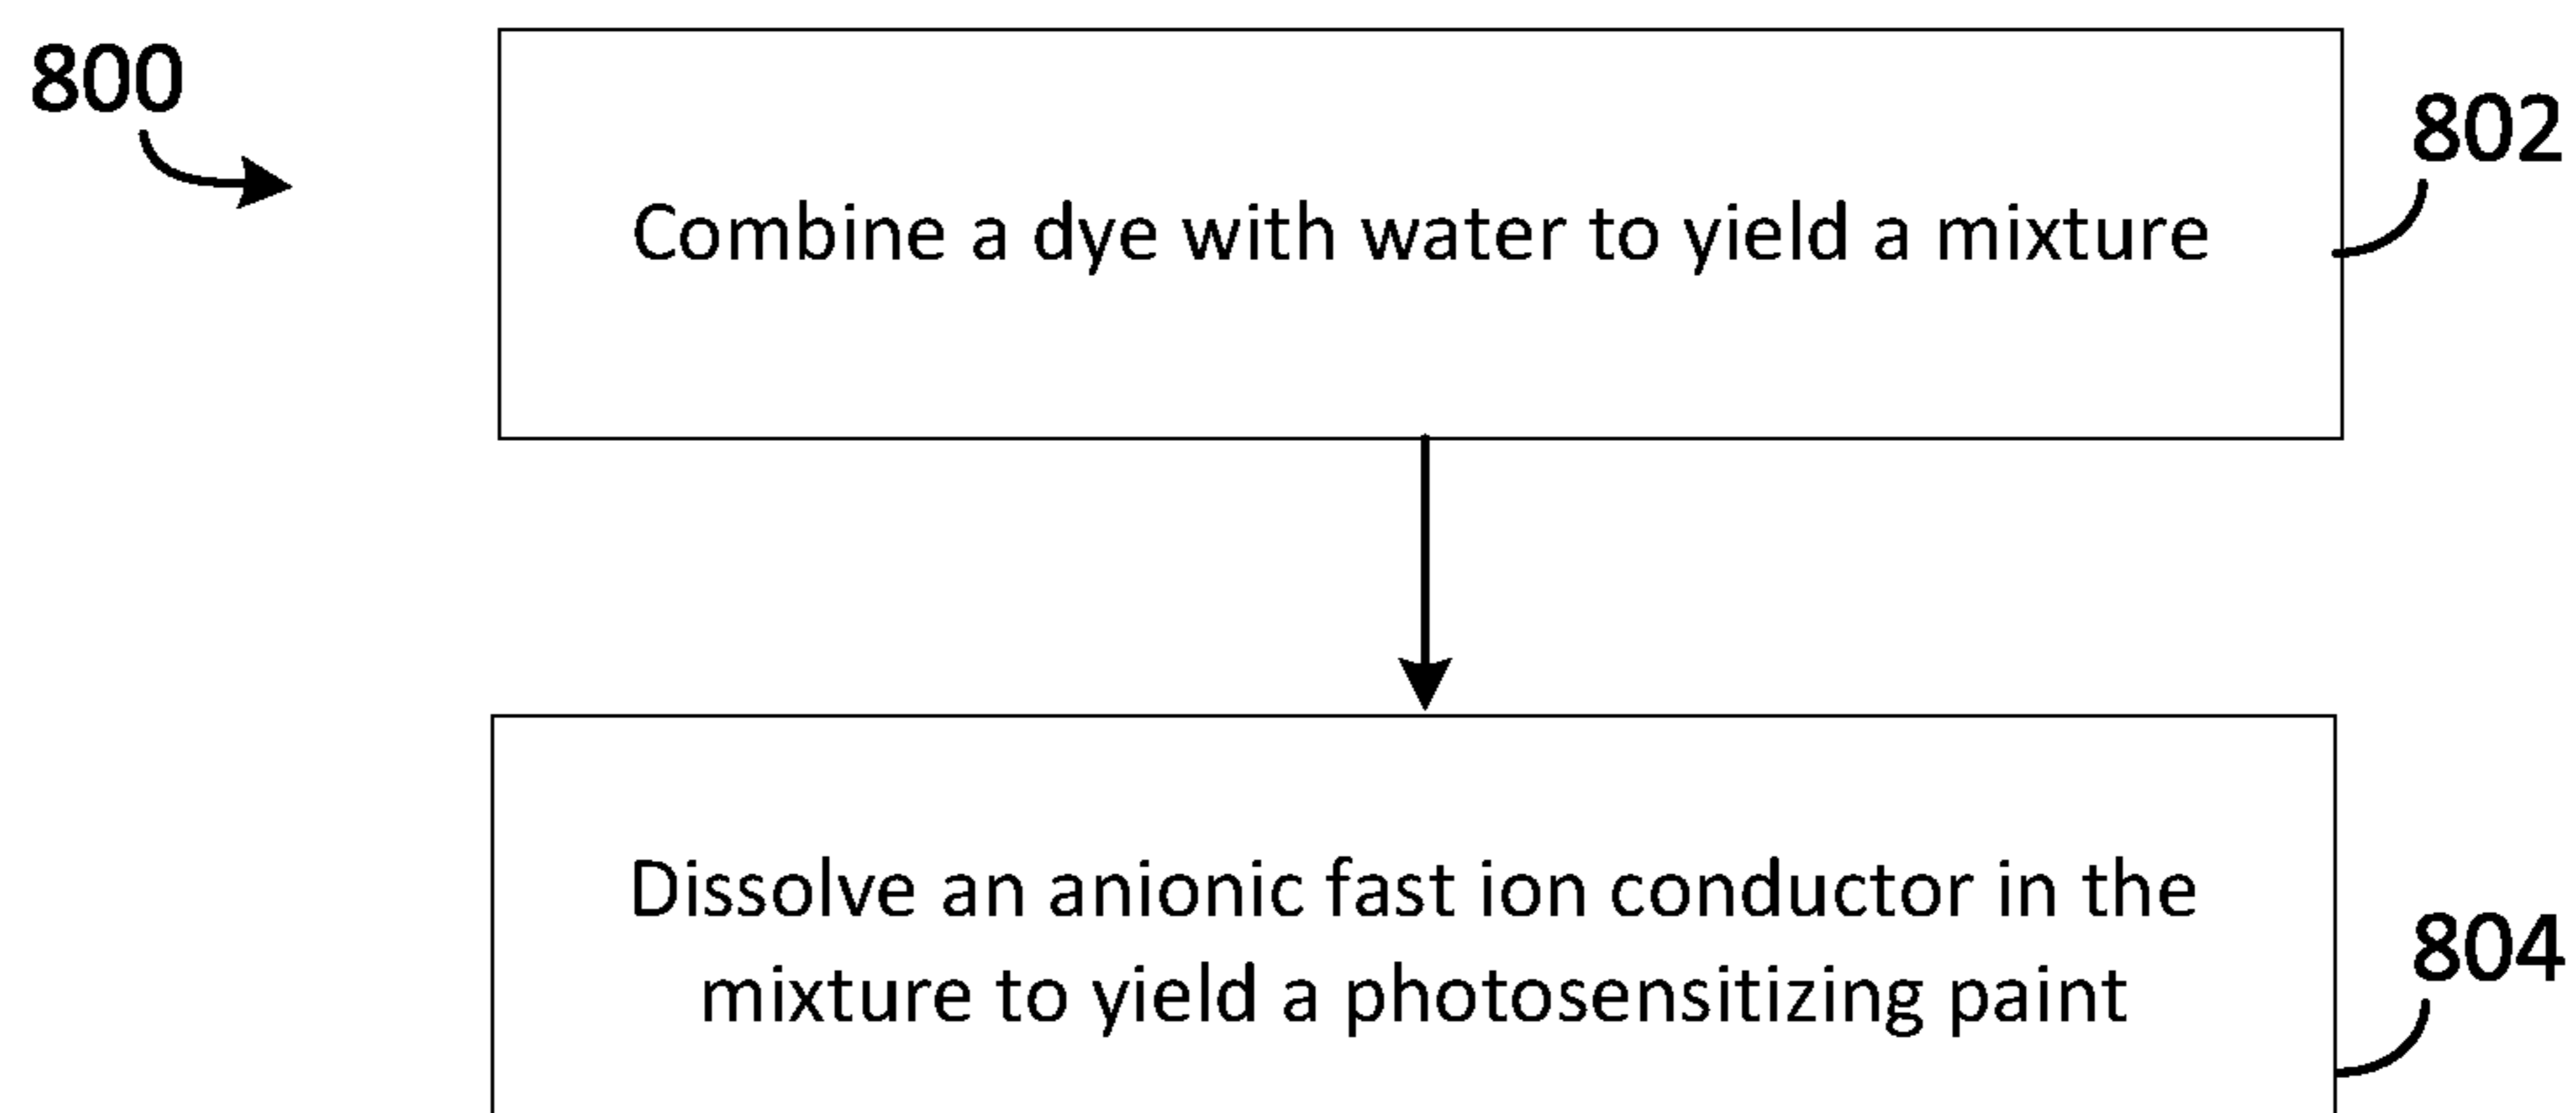 800
802
Combine a dye with water to yield a mixture
Dissolve an anionic fast ion conductor in the
mixture to yield a photosensitizing paint
804